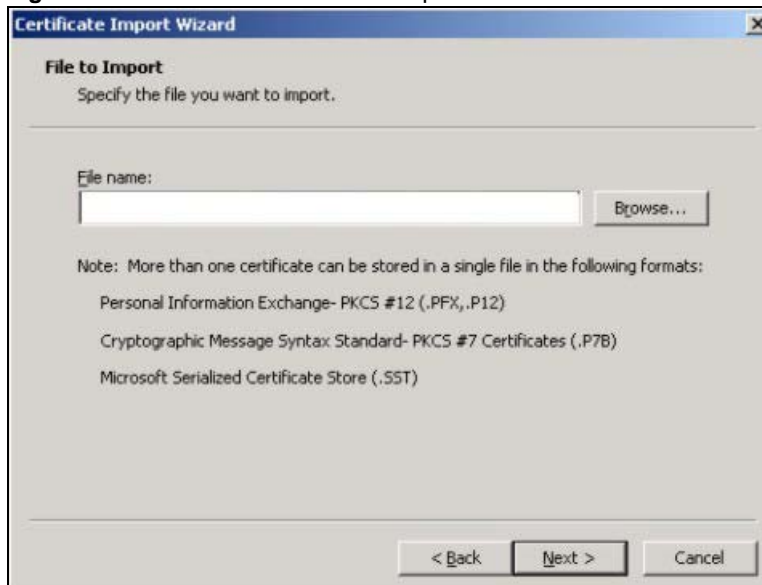 Certificate Import Wizard
File to Import
Specify the file you want to import.
File name:
Browse...
Note: More than one certificate can be stored in a single file in the following formats:
Personal Information Exchange- PKCS #12 (.PFX,.P12)
Cryptographic Message Syntax Standard- PKCS #7 Certificates (.P7B)
Microsoft Serialized Certificate Store (.SST)
< Back Next > Cancel